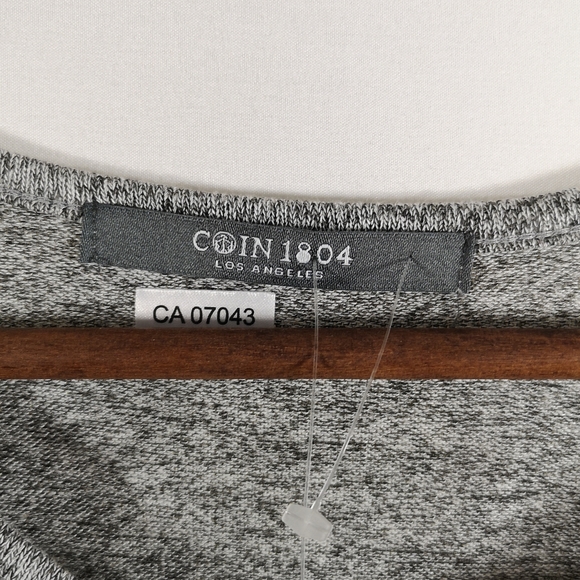 COIN 1804
LOS ANGELES
CA 07043